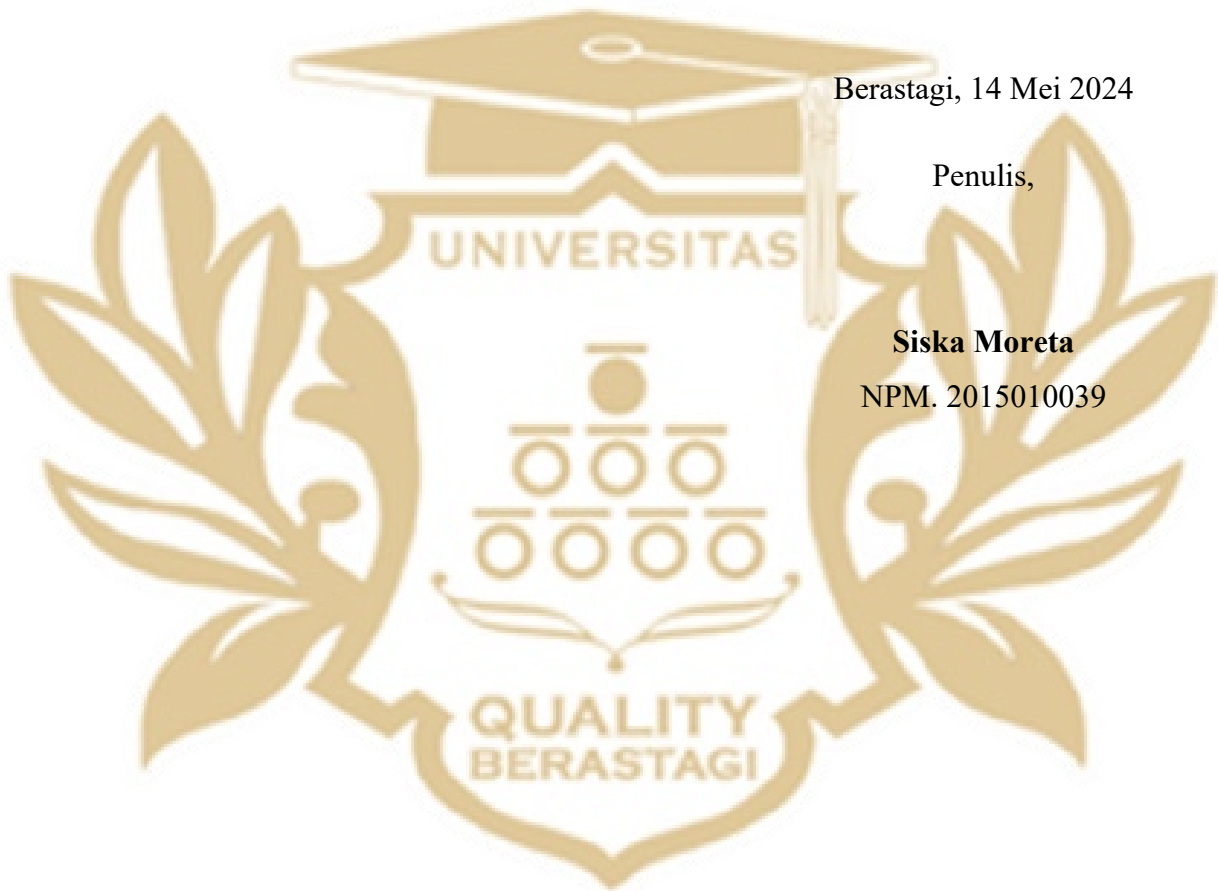 Berastagi, 14 Mei 2024
Penulis,
UNIVERSITAS
Siska Moreta
NPM. 2015010039
QUALITY
BERASTAGI